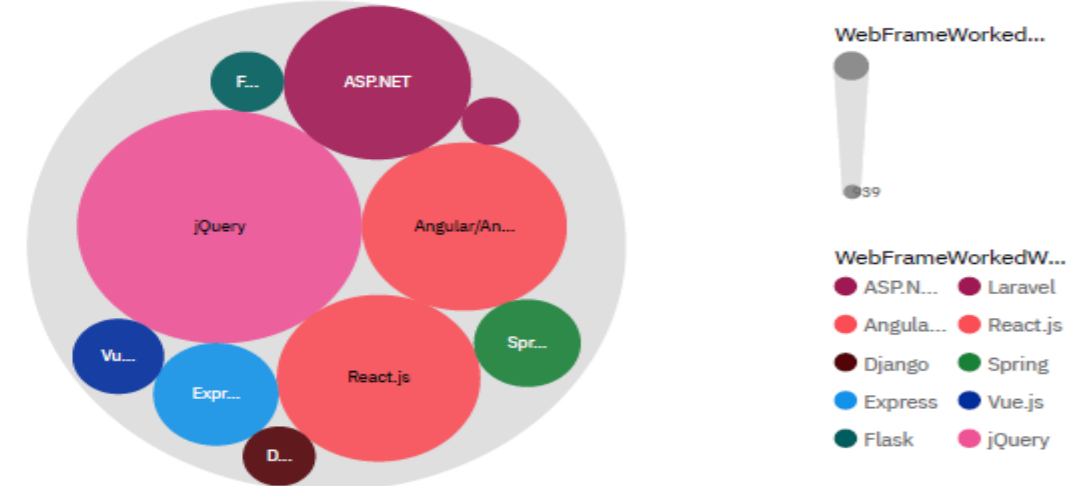 F...
ASP.NET
jQuery
Angular/An...
Vu...
Expr...
React.js
Spr...
D...
WebFrameWorked...
939
WebFrameWorkedW...
ASP.N...
Laravel
Angula...
React.js
Django
Spring
Express
Vue.js
Flask
jQuery